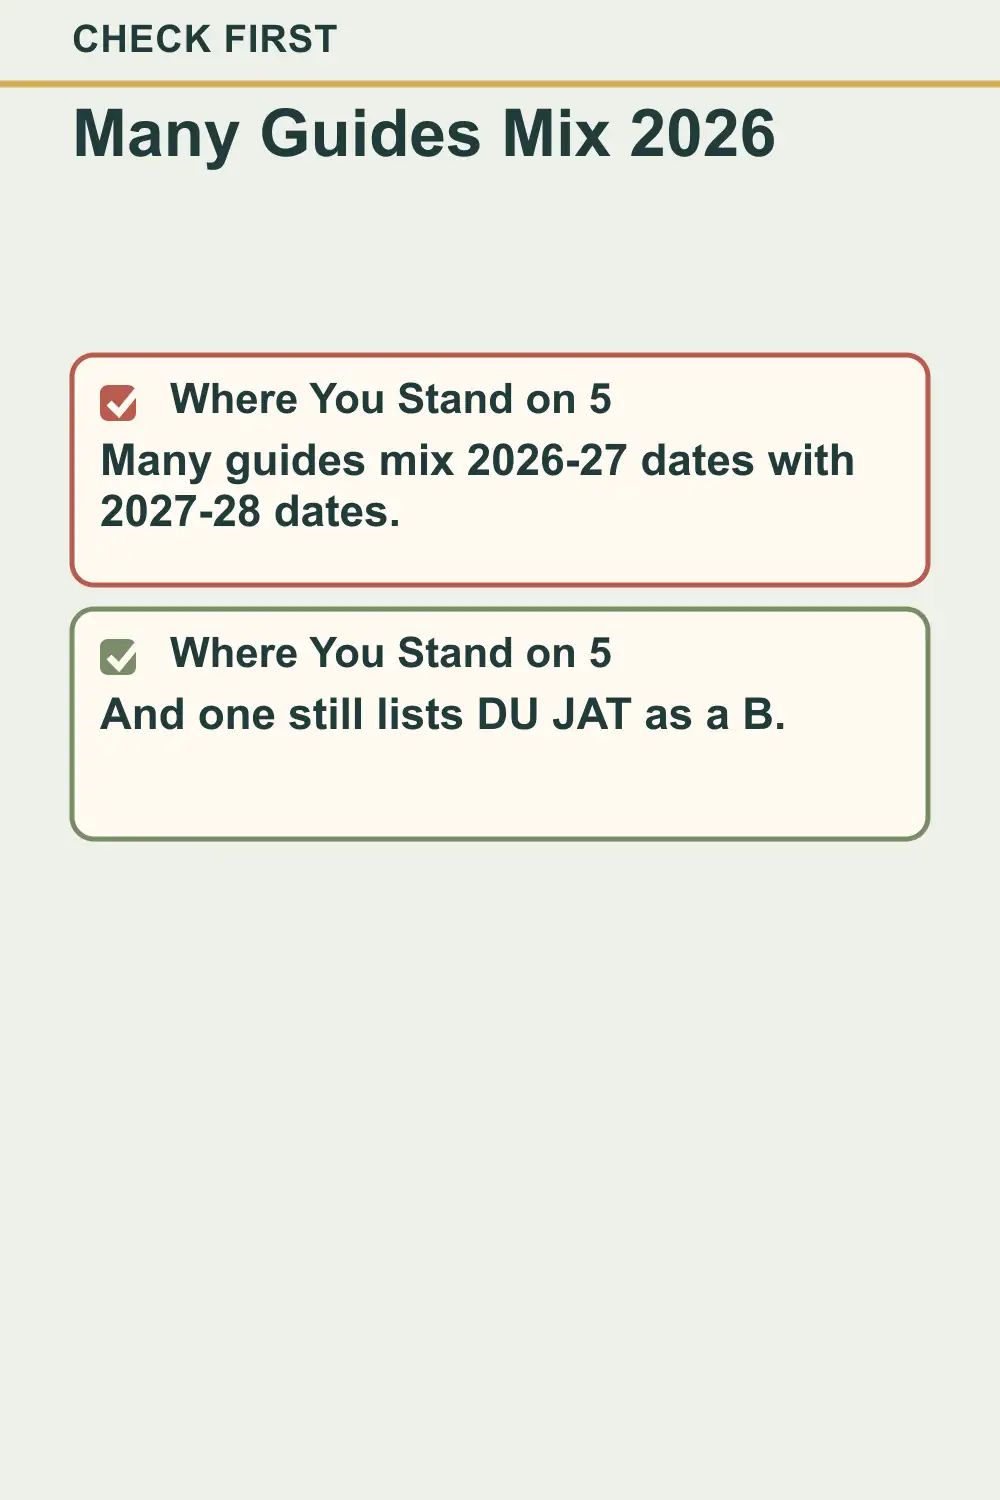 CHECK FIRST
Many Guides Mix 2026
Where You Stand on 5
Many guides mix 2026-27 dates with
2027-28 dates.
Where You Stand on 5
And one still lists DU JAT as a B.